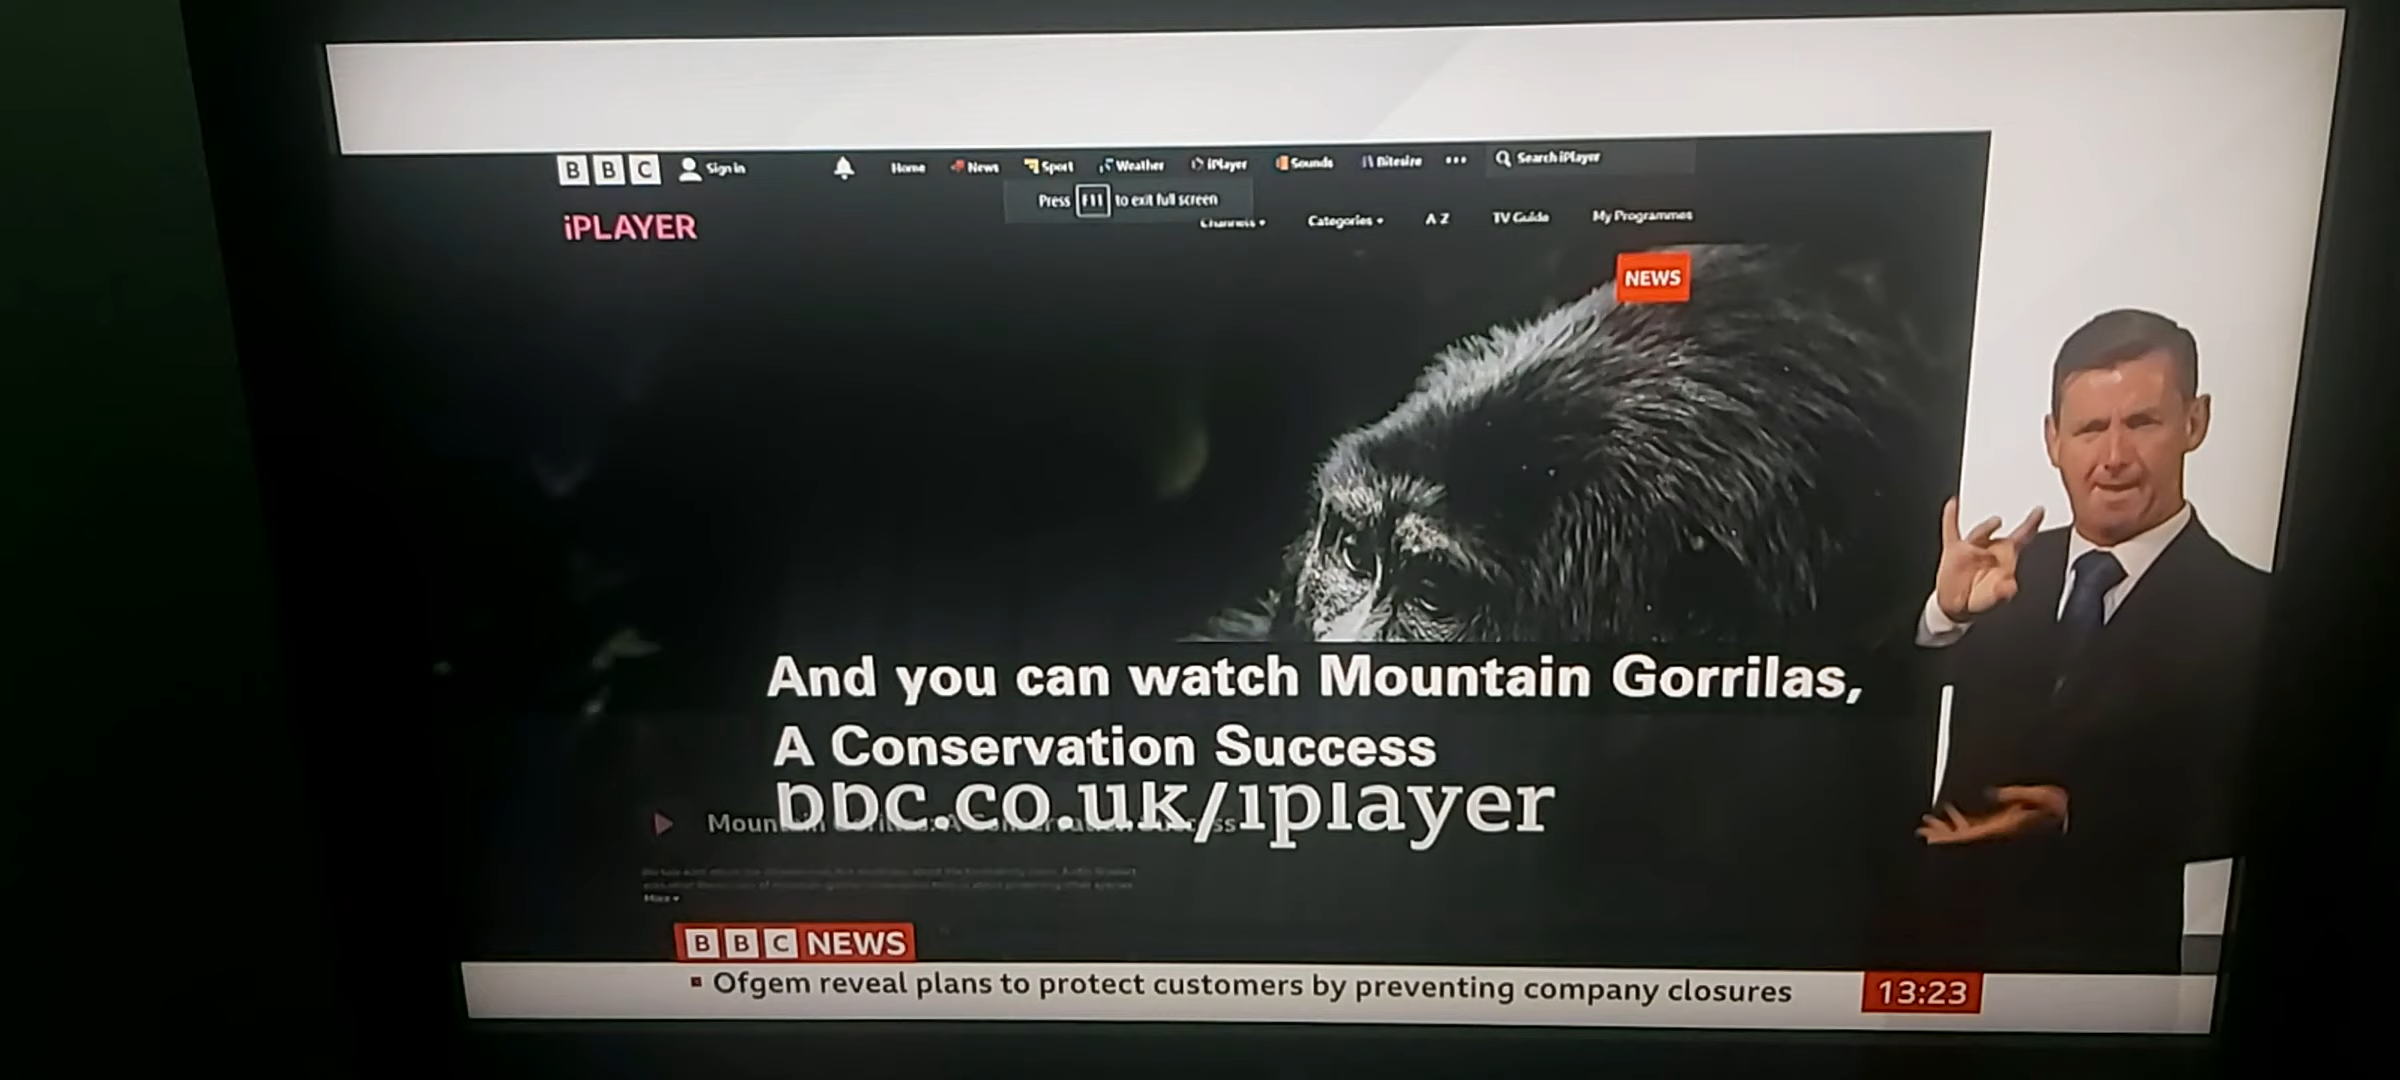 BBC Sign in Home News Sport Weather iPlayer Sounds Bitesize ... Search iPlayer
Press F11 to exit full screen
iPLAYER Channels Categories A-Z TV Guide My Programmes
NEWS
And you can watch Mountain Gorrilas,
A Conservation Success
bbc.co.uk/iplayer
More
BBC NEWS
Ofgem reveal plans to protect customers by preventing company closures 13:23